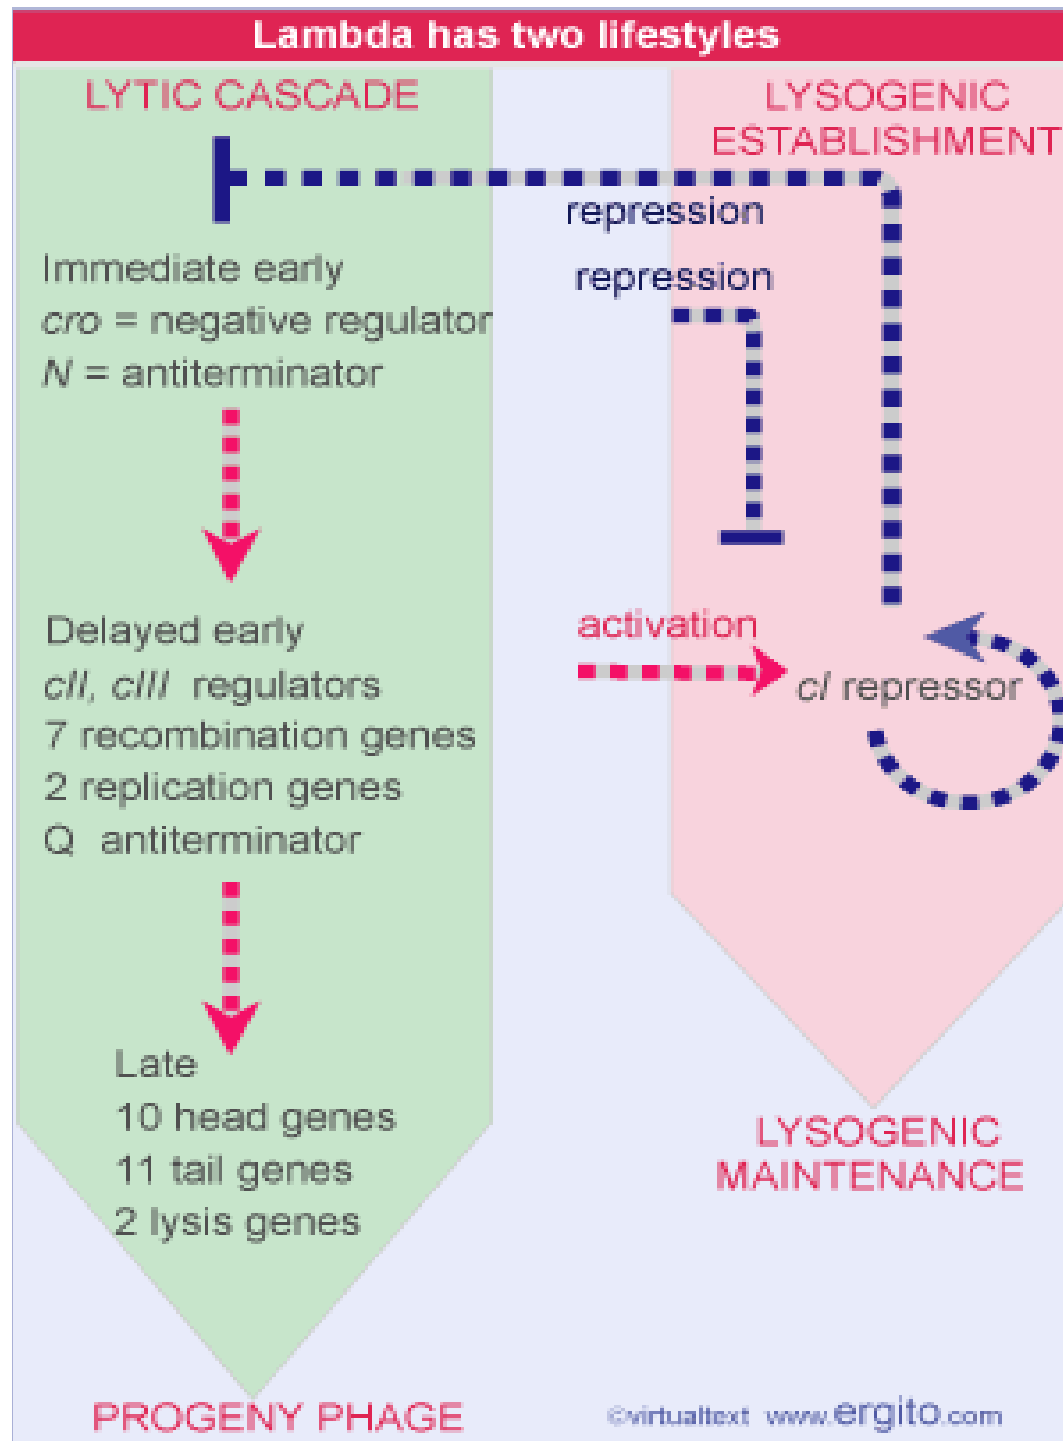 Lambda has two lifestyles
LYTIC CASCADE
Immediate early
cro = negative regulator
N = antiterminator
Delayed early
cII, cIII regulators
7 recombination genes
2 replication genes
Q antiterminator
Late
10 head genes
11 tail genes
2 lysis genes
PROGENY PHAGE
repression
repression
activation
LYSOGENIC
ESTABLISHMENT
cI repressor
LYSOGENIC
MAINTENANCE
©virtualtext www.ergito.com